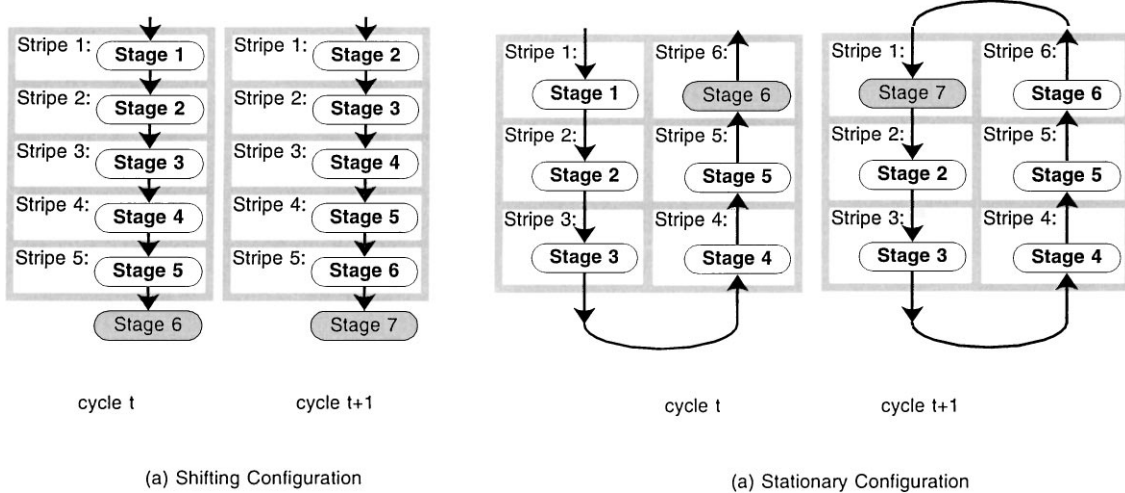 Stripe 1:
Stage 1
Stripe 2:
Stage 2
Stripe 3:
Stage 3
Stripe 4:
Stage 4
Stripe 5:
Stage 5
Stage 6
cycle t
Stripe 1:
Stage 2
Stripe 2:
Stage 3
Stripe 3:
Stage 4
Stripe 4:
Stage 5
Stripe 5:
Stage 6
Stage 7
cycle t+1
(a) Shifting Configuration
Stripe 1:
Stage 1
Stripe 2:
Stage 2
Stripe 3:
Stage 3
Stripe 6:
Stage 6
Stripe 5:
Stage 5
Stripe 4:
Stage 4
cycle t
Stripe 1:
Stage 7
Stripe 2:
Stage 2
Stripe 3:
Stage 3
Stripe 6:
Stage 6
Stripe 5:
Stage 5
Stripe 4:
Stage 4
cycle t+1
(a) Stationary Configuration